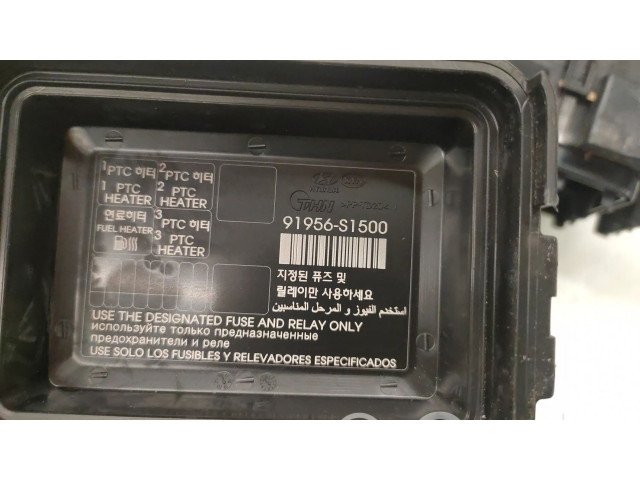 1 PTC 히터
2 PTC 히터
1 PTC HEATER
2 PTC HEATER
연료히터
FUEL HEATER
3 PTC 히터
3 PTC HEATER
HYUNDAI
THN
91956-S1500
지정된 퓨즈 및
릴레이만 사용하세요
استخدم الفيوز و المرحل المناسبين
USE THE DESIGNATED FUSE AND RELAY ONLY
используйте только предназначенные
предохранители и реле
USE SOLO LOS FUSIBLES Y RELEVADORES ESPECIFICADOS